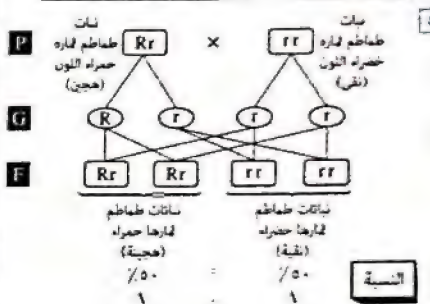 P
نبات
طماطم ثماره
حمراء اللون
(هجين)
Rr
×
rr
نبات
طماطم ثماره
خضراء اللون
(نقى)
G
R
r
r
r
F
Rr
Rr
rr
rr
نباتات طماطم
ثمارها حمراء
(هجينة)
نباتات طماطم
ثمارها خضراء
(نقية)
النسبة
٪٥٠ : ٪٥٠
١ : ١